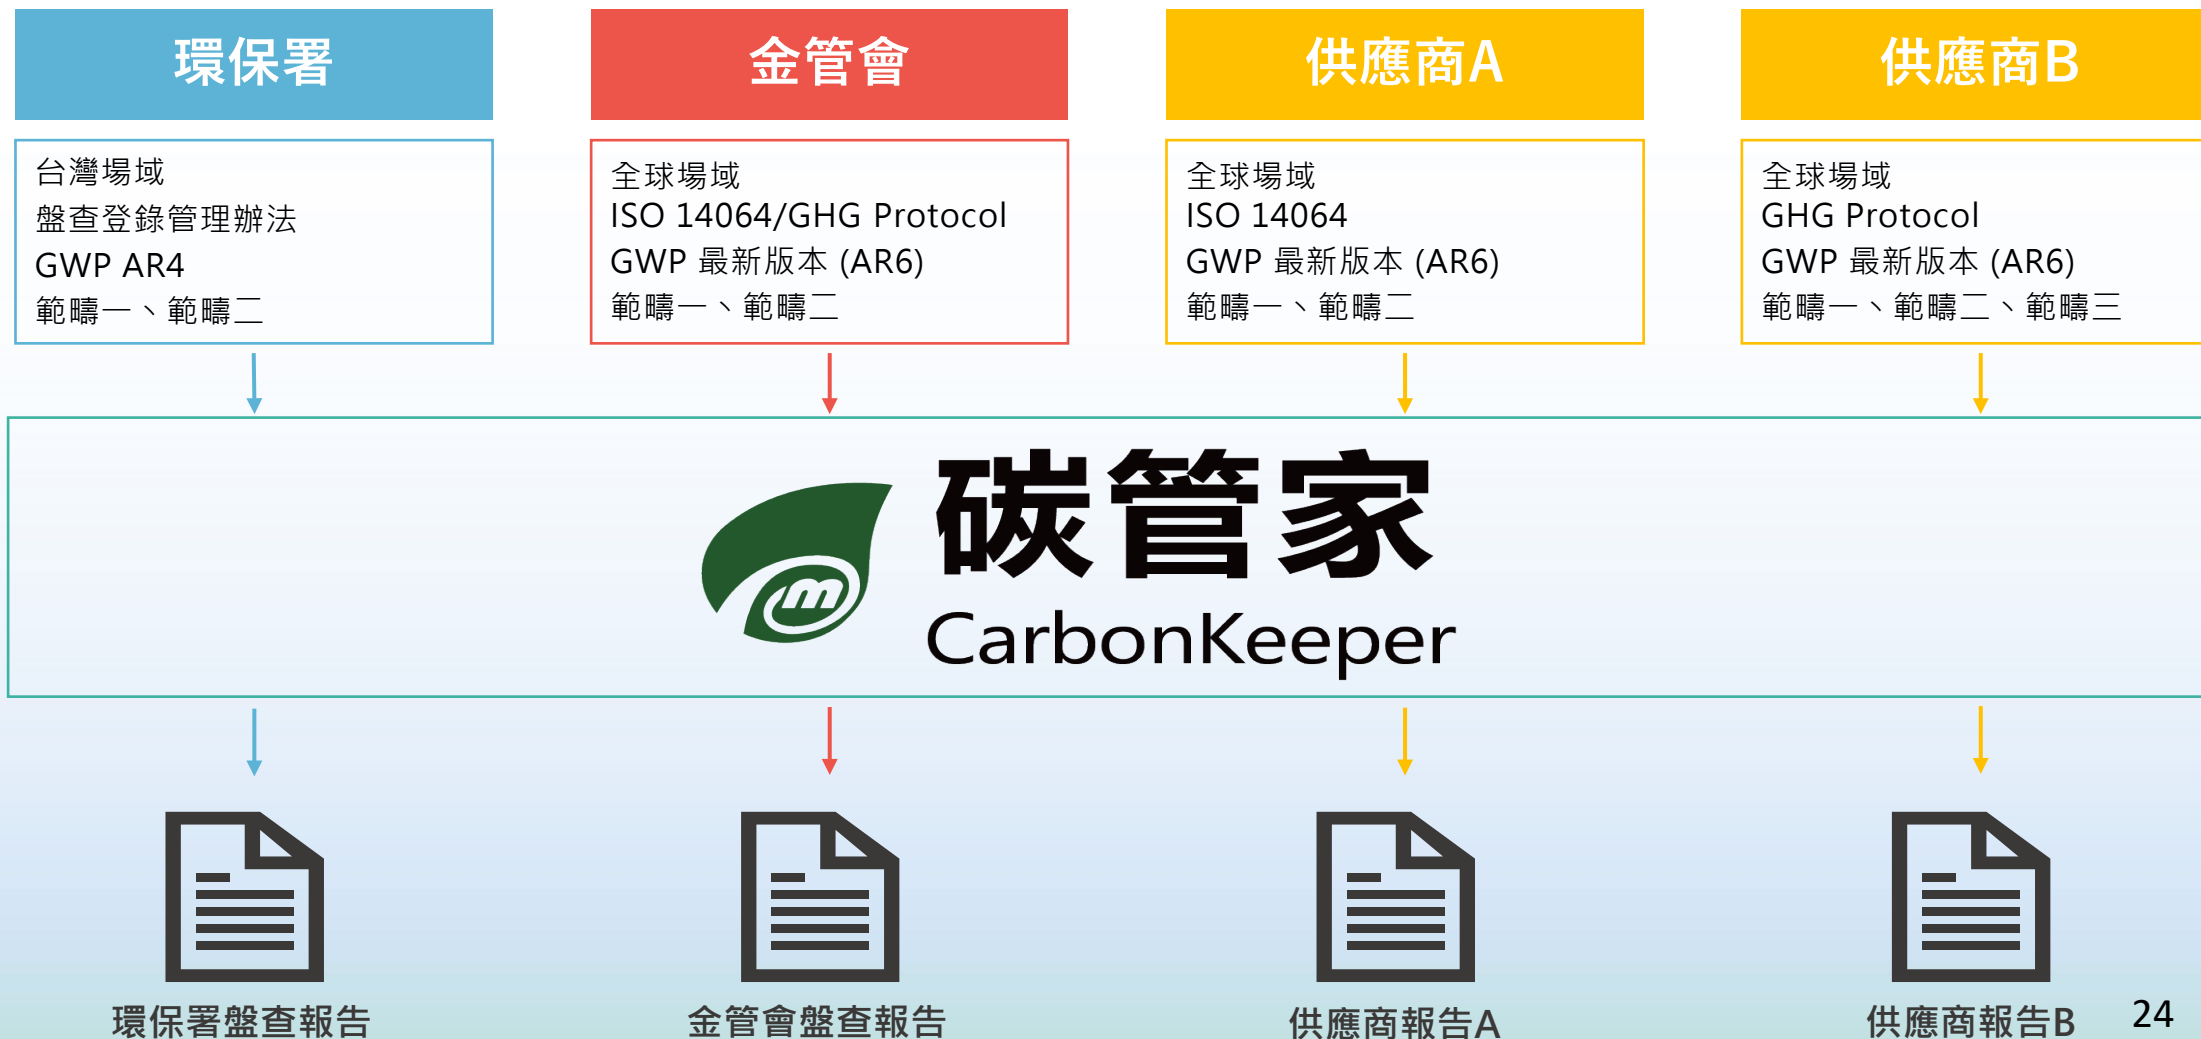 環保署
台灣場域
盤查登錄管理辦法
GWP AR4
範疇一、範疇二
金管會
全球場域
ISO 14064/GHG Protocol
GWP 最新版本 (AR6)
範疇一、範疇二
供應商A
全球場域
ISO 14064
GWP 最新版本 (AR6)
範疇一、範疇二
供應商B
全球場域
GHG Protocol
GWP 最新版本 (AR6)
範疇一、範疇二、範疇三
m
碳管家
CarbonKeeper
環保署盤查報告
金管會盤查報告
供應商報告A
供應商報告B
24